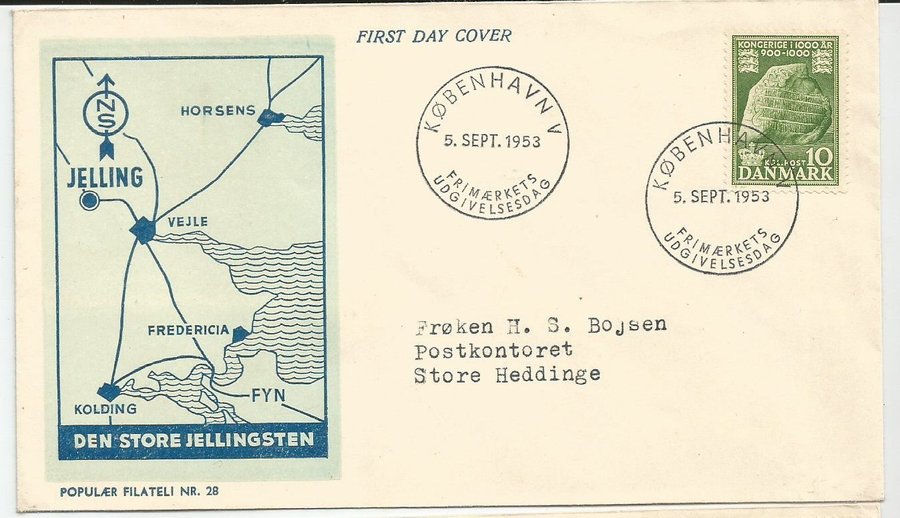 FIRST DAY COVER
N
S
HORSENS
JELLING
VEJLE
FREDERICIA
FYN
KOLDING
DEN STORE JELLINGSTEN
POPULÆR FILATELI NR. 28
KØBENHAVN V
5. SEPT. 1953
FRIMÆRKETS
UDGIVELSESDAG
KONGERIGE I 1000 ÅR
900-1000
KGL. POST 10
DANMARK
KØBENHAVN V
5. SEPT. 1953
FRIMÆRKETS
UDGIVELSESDAG
Frøken H. S. Bojsen
Postkontoret
Store Heddinge